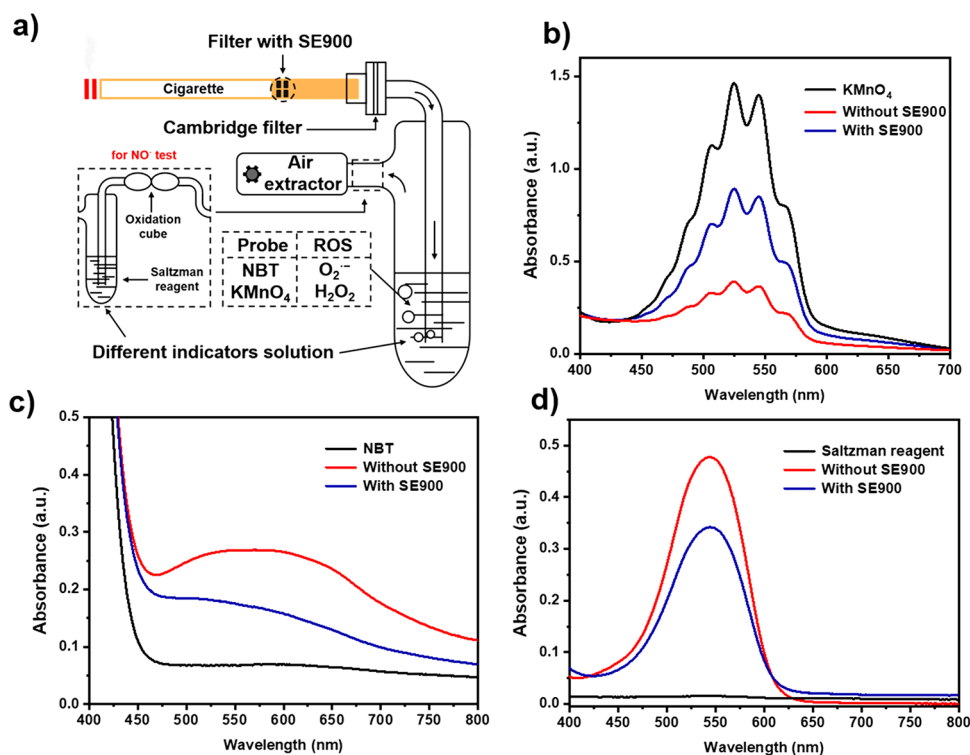 a)
Filter with SE900
Cigarette
Cambridge filter
for NO· test
Air
extractor
Oxidation
cube
Saltzman
reagent
Probe ROS
NBT O₂·⁻
KMnO₄ H₂O₂
Different indicators solution
b)
1.5
1.0
0.5
0.0
Absorbance (a.u.)
KMnO₄
Without SE900
With SE900
400 450 500 550 600 650 700
Wavelength (nm)
c)
0.5
0.4
0.3
0.2
0.1
0.0
Absorbance (a.u.)
NBT
Without SE900
With SE900
400 450 500 550 600 650 700 750 800
Wavelength (nm)
d)
0.5
0.4
0.3
0.2
0.1
0.0
Absorbance (a.u.)
Saltzman reagent
Without SE900
With SE900
400 450 500 550 600 650 700 750 800
Wavelength (nm)